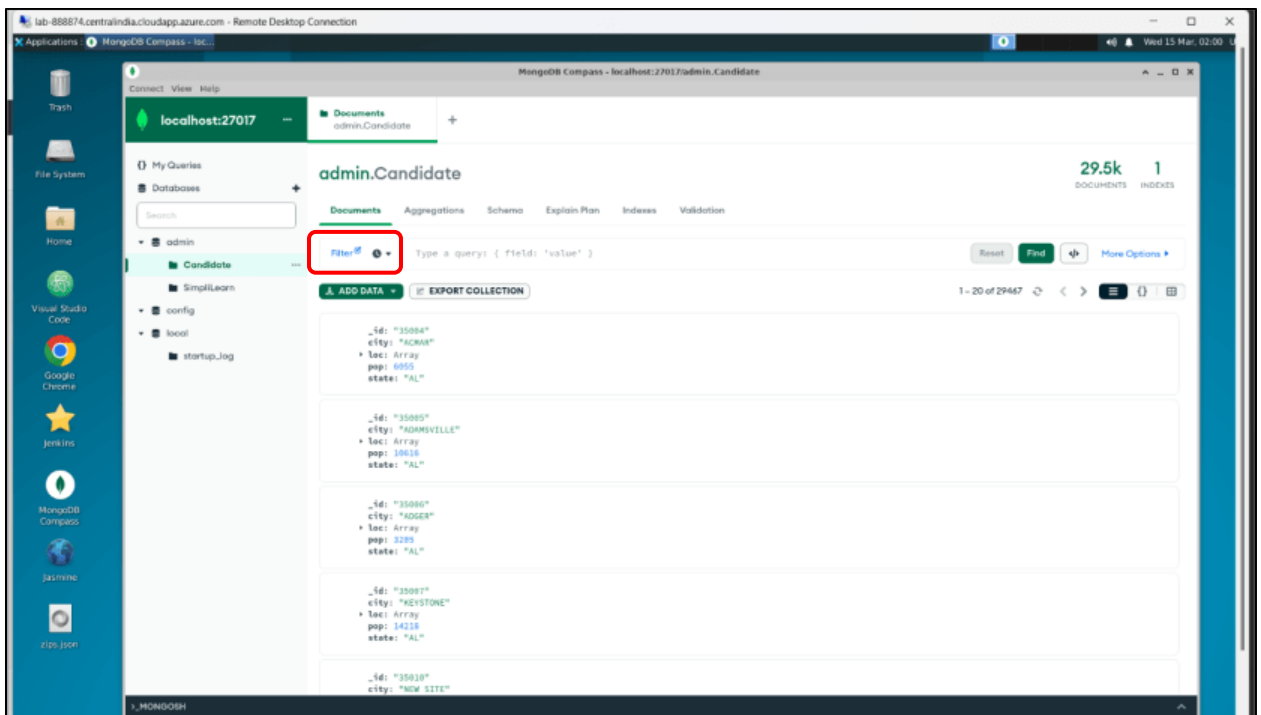 lab-888874.centralindia.cloudapp.azure.com - Remote Desktop Connection
Applications : MongoDB Compass - loc... Wed 15 Mar, 02:00 U
MongoDB Compass - localhost:27017/admin.Candidate
Connect View Help
Trash
File System
Home
Visual Studio
Code
Google
Chrome
Jenkins
MongoDB
Compass
Jasmine
zips.json
localhost:27017 ...
{} My Queries
Databases +
Search
admin
Candidate ...
SimpliLearn
config
local
startup_log
Documents
admin.Candidate
+
admin.Candidate
29.5k 1
DOCUMENTS INDEXES
Documents Aggregations Schema Explain Plan Indexes Validation
Filter Type a query: { field: 'value' } Reset Find </> More Options
ADD DATA EXPORT COLLECTION 1 – 20 of 29467 {}
_id: "35004"
city: "ACMAR"
loc: Array
pop: 6055
state: "AL"
_id: "35005"
city: "ADAMSVILLE"
loc: Array
pop: 10616
state: "AL"
_id: "35006"
city: "ADGER"
loc: Array
pop: 3205
state: "AL"
_id: "35007"
city: "KEYSTONE"
loc: Array
pop: 14218
state: "AL"
_id: "35010"
city: "NEW SITE"
>_MONGOSH